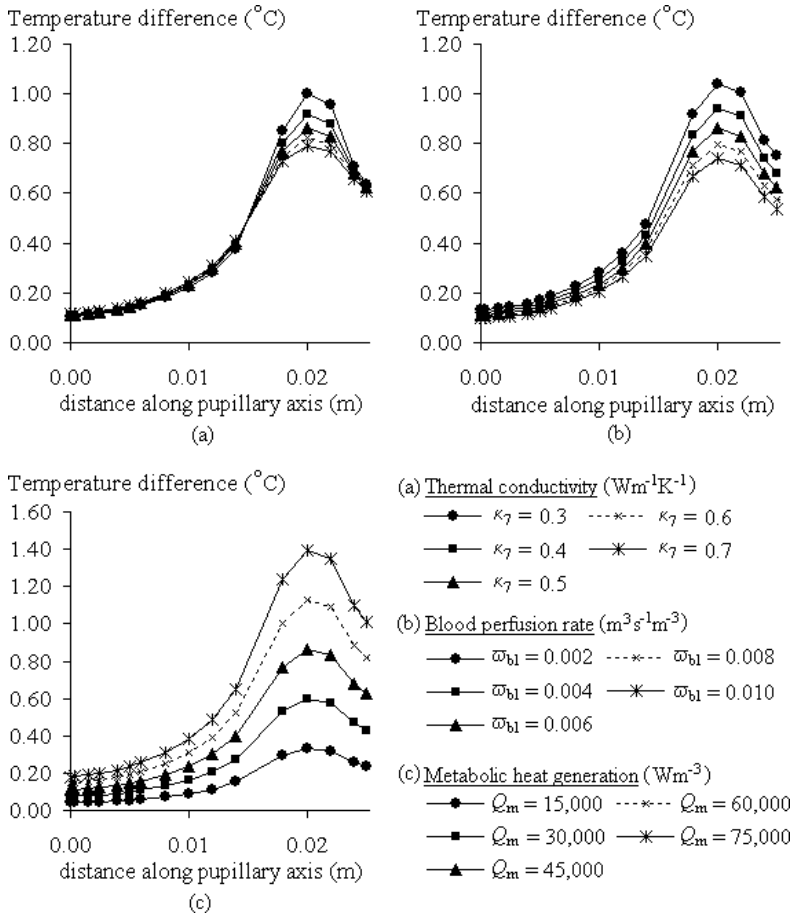 Temperature difference (°C)
1.20
1.00
0.80
0.60
0.40
0.20
0.00
0.00 0.01 0.02
distance along pupillary axis (m)
(a)
Temperature difference (°C)
1.20
1.00
0.80
0.60
0.40
0.20
0.00
0.00 0.01 0.02
distance along pupillary axis (m)
(b)
Temperature difference (°C)
1.60
1.40
1.20
1.00
0.80
0.60
0.40
0.20
0.00
0.00 0.01 0.02
distance along pupillary axis (m)
(c)
(a) Thermal conductivity (Wm⁻¹K⁻¹)
κ₇ = 0.3 κ₇ = 0.6
κ₇ = 0.4 κ₇ = 0.7
κ₇ = 0.5
(b) Blood perfusion rate (m³s⁻¹m⁻³)
ϖbl = 0.002 ϖbl = 0.008
ϖbl = 0.004 ϖbl = 0.010
ϖbl = 0.006
(c) Metabolic heat generation (Wm⁻³)
Qm = 15,000 Qm = 60,000
Qm = 30,000 Qm = 75,000
Qm = 45,000